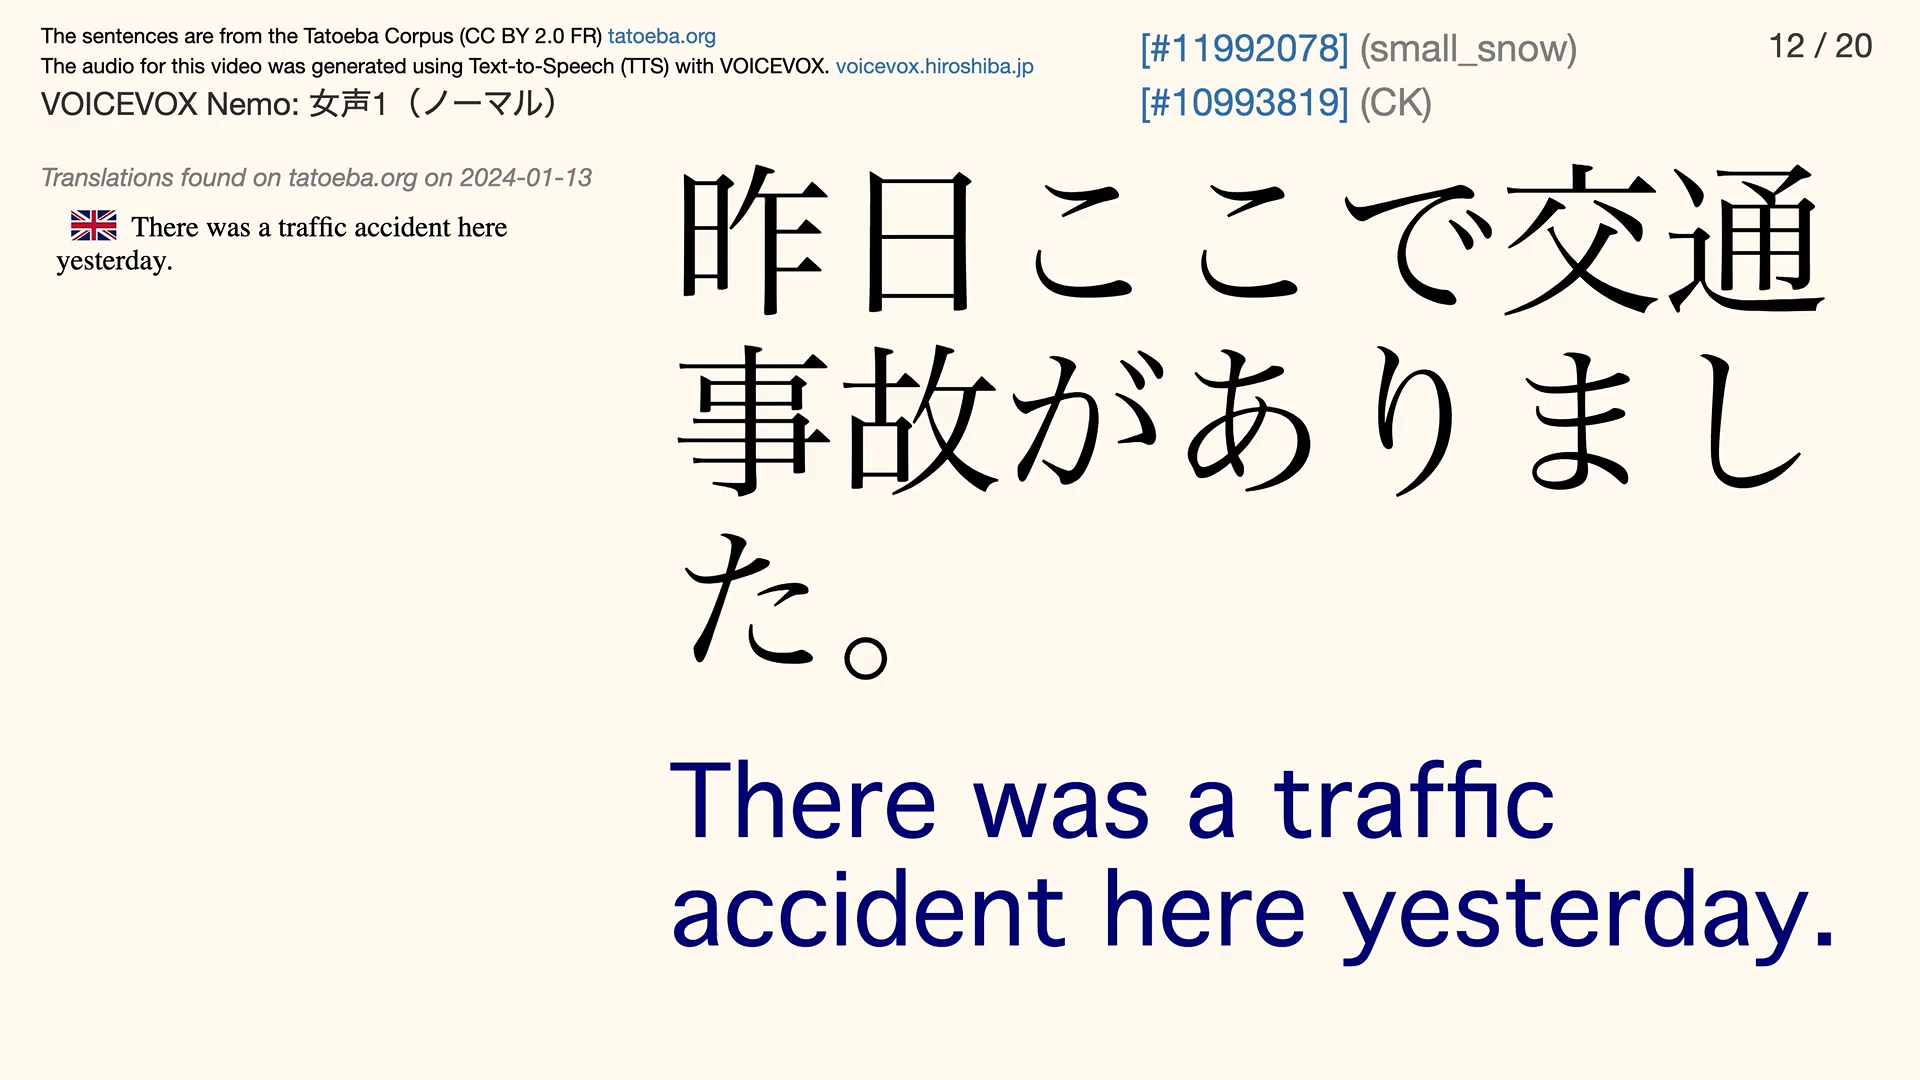 The sentences are from the Tatoeba Corpus (CC BY 2.0 FR) tatoeba.org
The audio for this video was generated using Text-to-Speech (TTS) with VOICEVOX. voicevox.hiroshiba.jp
VOICEVOX Nemo: 女声1（ノーマル）
[#11992078] (small_snow)
[#10993819] (CK)
12 / 20
Translations found on tatoeba.org on 2024-01-13
There was a traffic accident here
yesterday.
昨日ここで交通
事故がありまし
た。
There was a traffic
accident here yesterday.